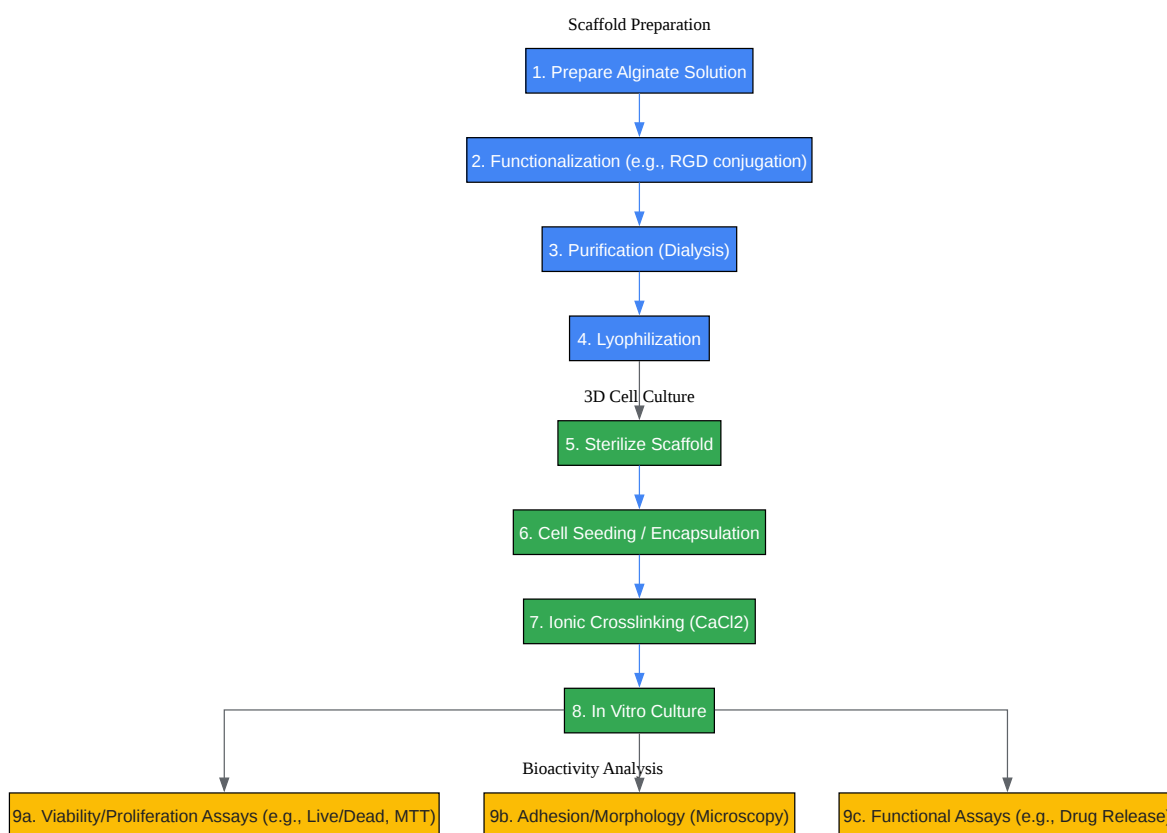 Scaffold Preparation
1. Prepare Alginate Solution
2. Functionalization (e.g., RGD conjugation)
3. Purification (Dialysis)
4. Lyophilization
3D Cell Culture
5. Sterilize Scaffold
6. Cell Seeding / Encapsulation
7. Ionic Crosslinking (CaCl2)
8. In Vitro Culture
Bioactivity Analysis
9a. Viability/Proliferation Assays (e.g., Live/Dead, MTT)
9b. Adhesion/Morphology (Microscopy)
9c. Functional Assays (e.g., Drug Release)